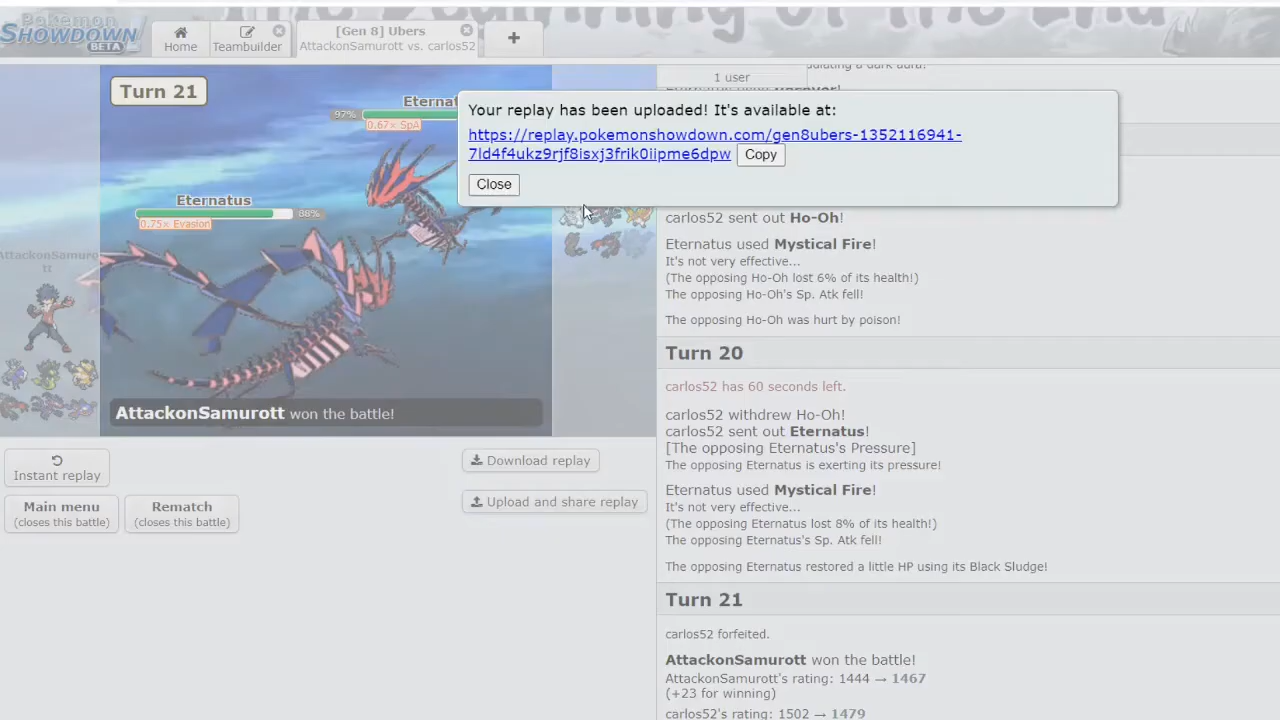 The Beginning of the End
Pokémon
SHOWDOWN
BETA
Home
Teambuilder
[Gen 8] Ubers
AttackonSamurott vs. carlos52
+
1 user
Turn 21
Eternat
97%
0.67× SpA
Eternatus
88%
0.75× Evasion
AttackonSamuro
tt
AttackonSamurott won the battle!
Instant replay
Download replay
Upload and share replay
Main menu
(closes this battle)
Rematch
(closes this battle)
Your replay has been uploaded! It's available at:
https://replay.pokemonshowdown.com/gen8ubers-1352116941-
7ld4f4ukz9rjf8isxj3frik0iipme6dpw Copy
Close
carlos52 sent out Ho-Oh!
Eternatus used Mystical Fire!
It's not very effective...
(The opposing Ho-Oh lost 6% of its health!)
The opposing Ho-Oh's Sp. Atk fell!
The opposing Ho-Oh was hurt by poison!
Turn 20
carlos52 has 60 seconds left.
carlos52 withdrew Ho-Oh!
carlos52 sent out Eternatus!
[The opposing Eternatus's Pressure]
The opposing Eternatus is exerting its pressure!
Eternatus used Mystical Fire!
It's not very effective...
(The opposing Eternatus lost 8% of its health!)
The opposing Eternatus's Sp. Atk fell!
The opposing Eternatus restored a little HP using its Black Sludge!
Turn 21
carlos52 forfeited.
AttackonSamurott won the battle!
AttackonSamurott's rating: 1444 → 1467
(+23 for winning)
carlos52's rating: 1502 → 1479